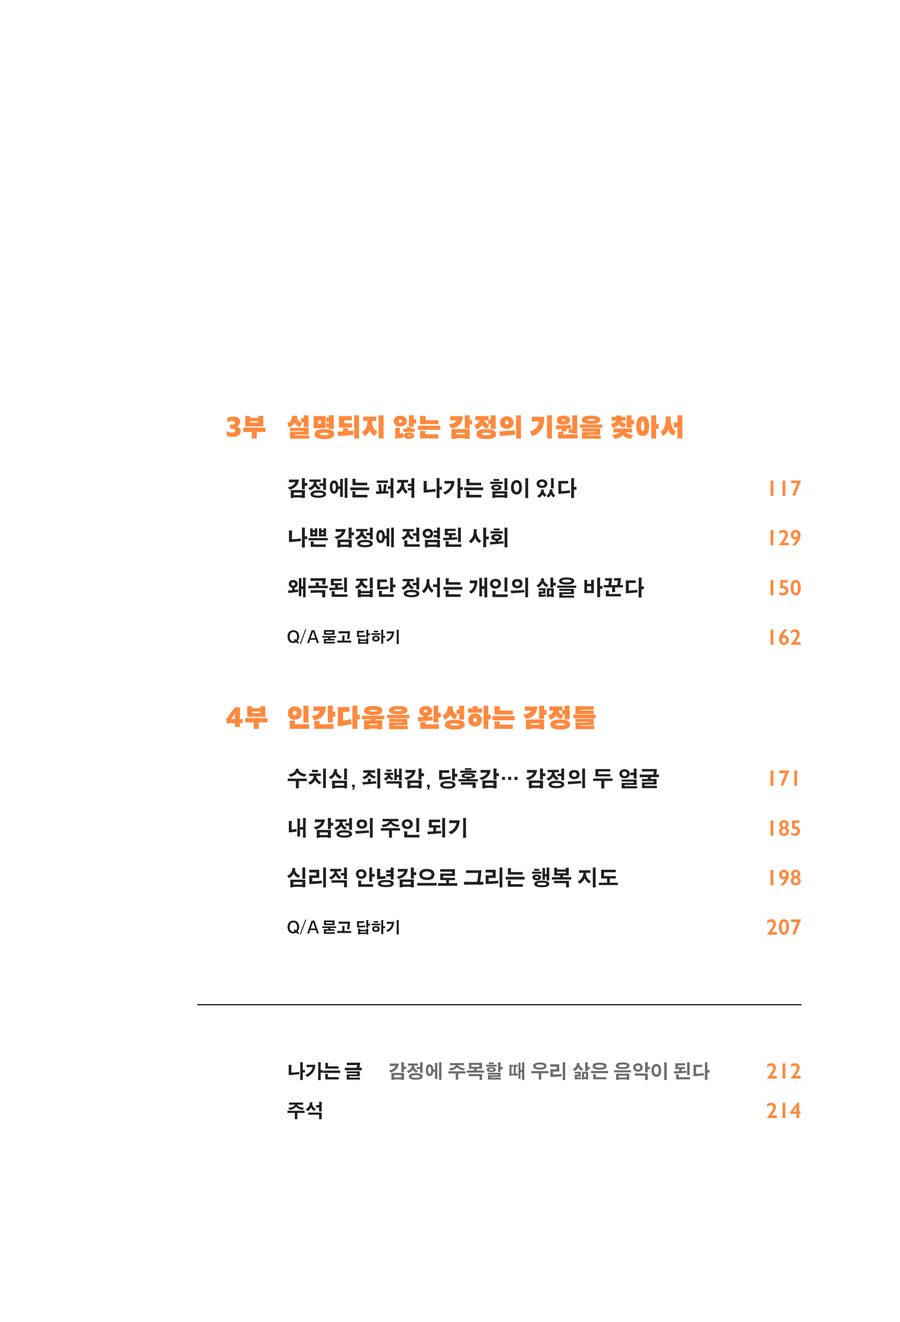 3부 설명되지 않는 감정의 기원을 찾아서
감정에는 퍼져 나가는 힘이 있다 117
나쁜 감정에 전염된 사회 129
왜곡된 집단 정서는 개인의 삶을 바꾼다 150
Q/A 묻고 답하기 162
4부 인간다움을 완성하는 감정들
수치심, 죄책감, 당혹감… 감정의 두 얼굴 171
내 감정의 주인 되기 185
심리적 안녕감으로 그리는 행복 지도 198
Q/A 묻고 답하기 207
나가는 글 감정에 주목할 때 우리 삶은 음악이 된다 212
주석 214